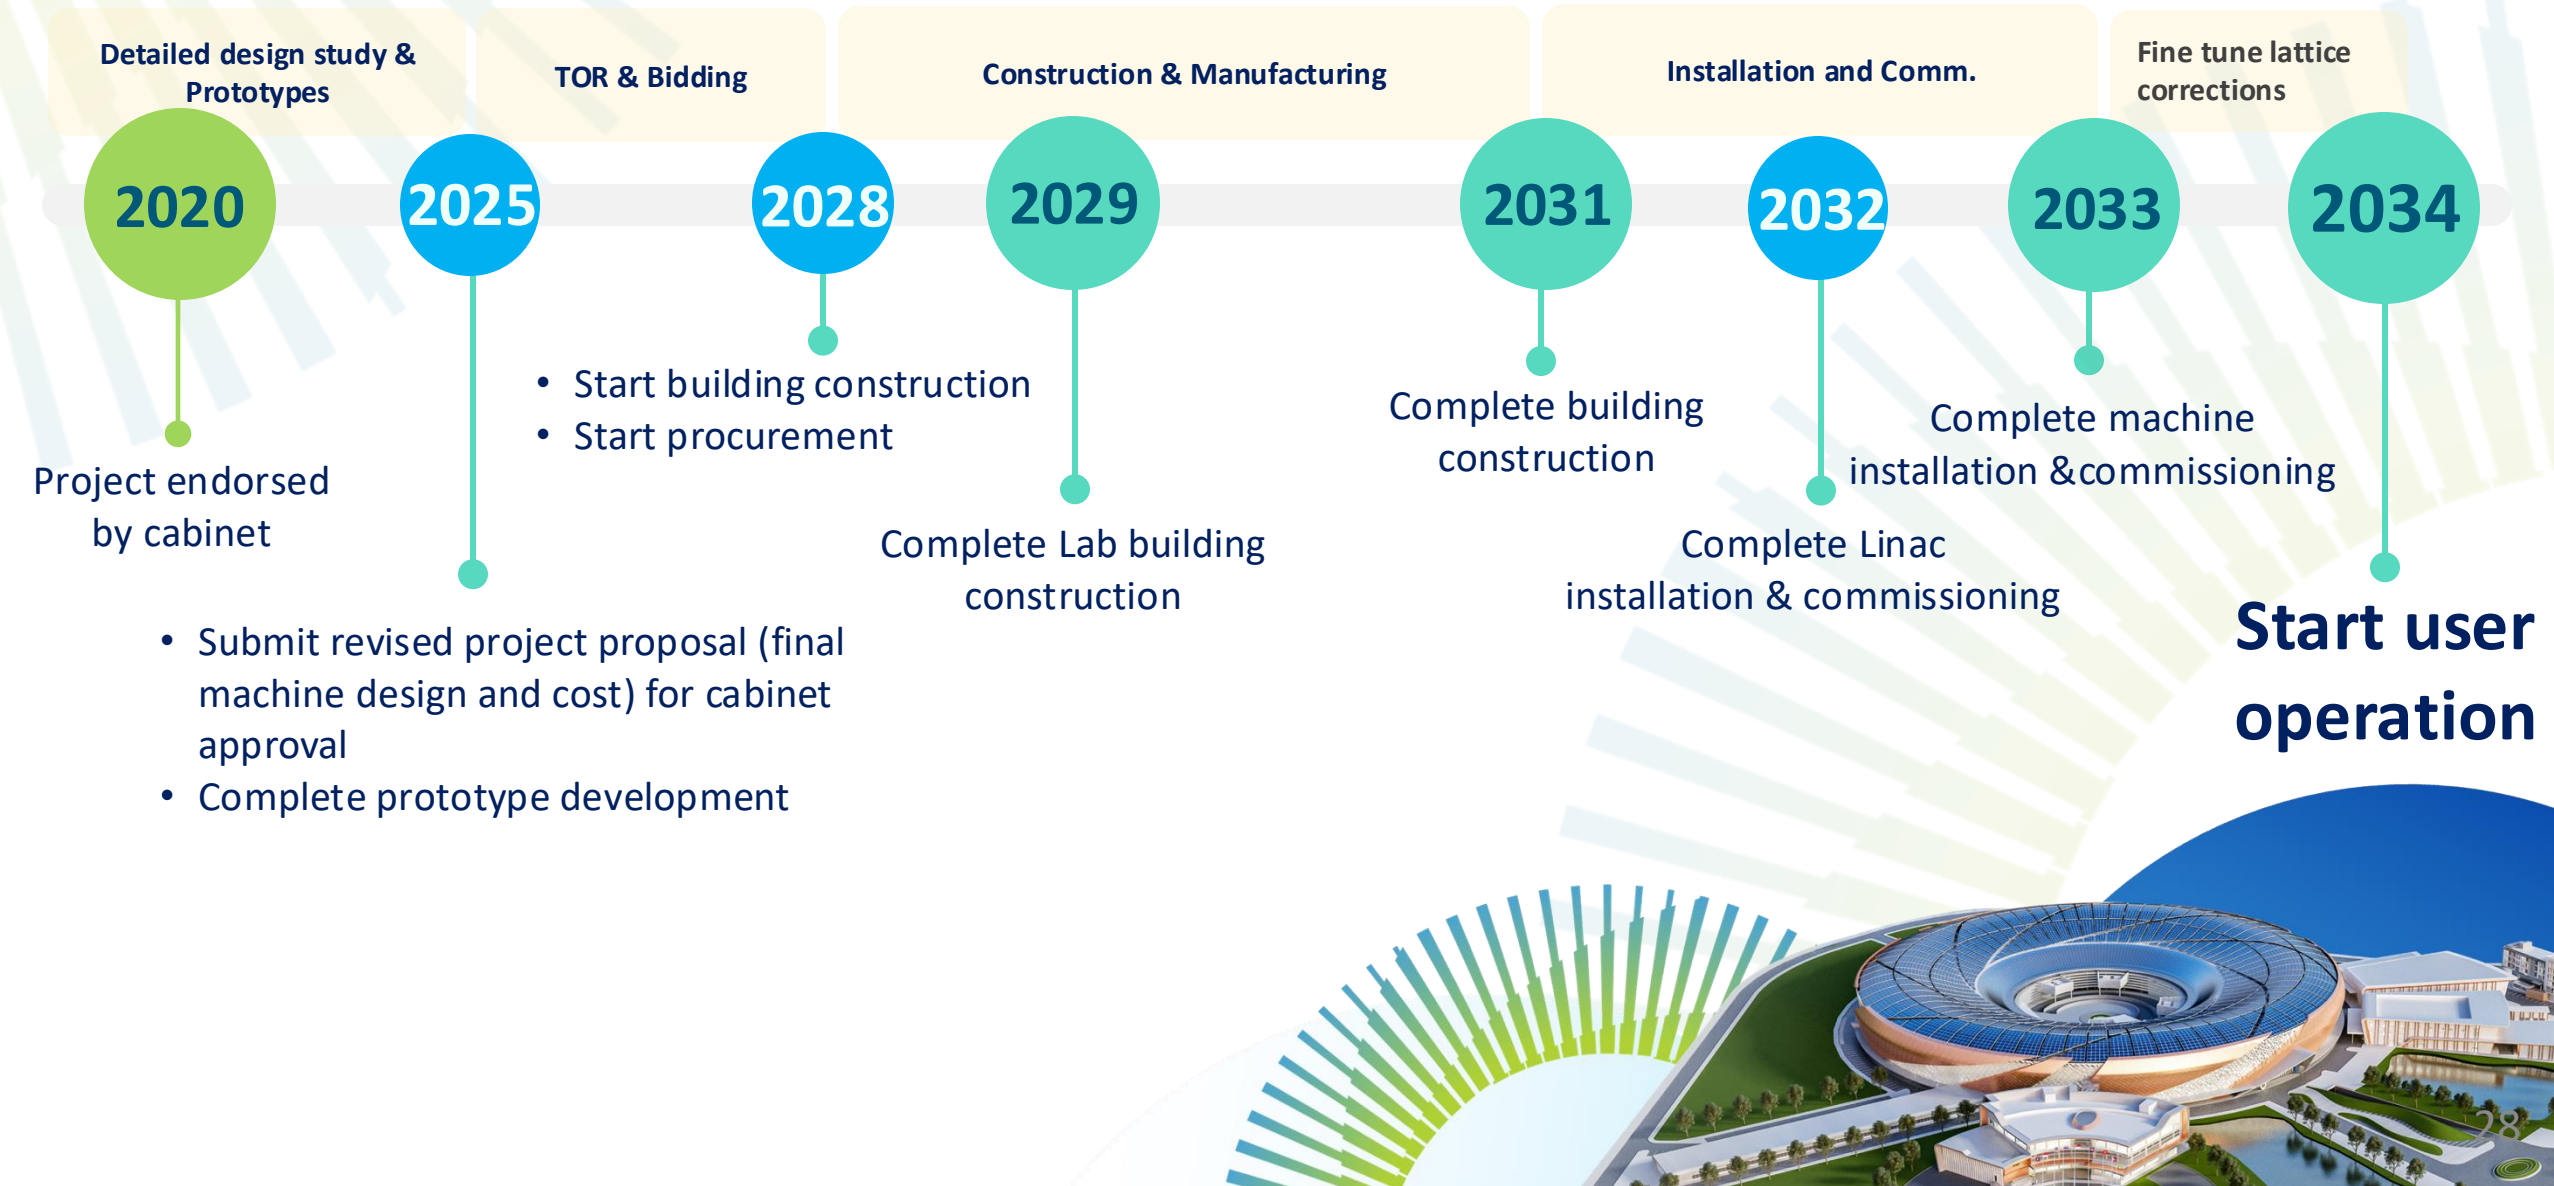 Detailed design study &
Prototypes
TOR & Bidding
Construction & Manufacturing
Installation and Comm.
Fine tune lattice
corrections
2020
2025
2028
2029
2031
2032
2033
2034
Project endorsed
by cabinet
• Submit revised project proposal (final
machine design and cost) for cabinet
approval
• Complete prototype development
• Start building construction
• Start procurement
Complete Lab building
construction
Complete building
construction
Complete Linac
installation & commissioning
Complete machine
installation &commissioning
Start user
operation
28